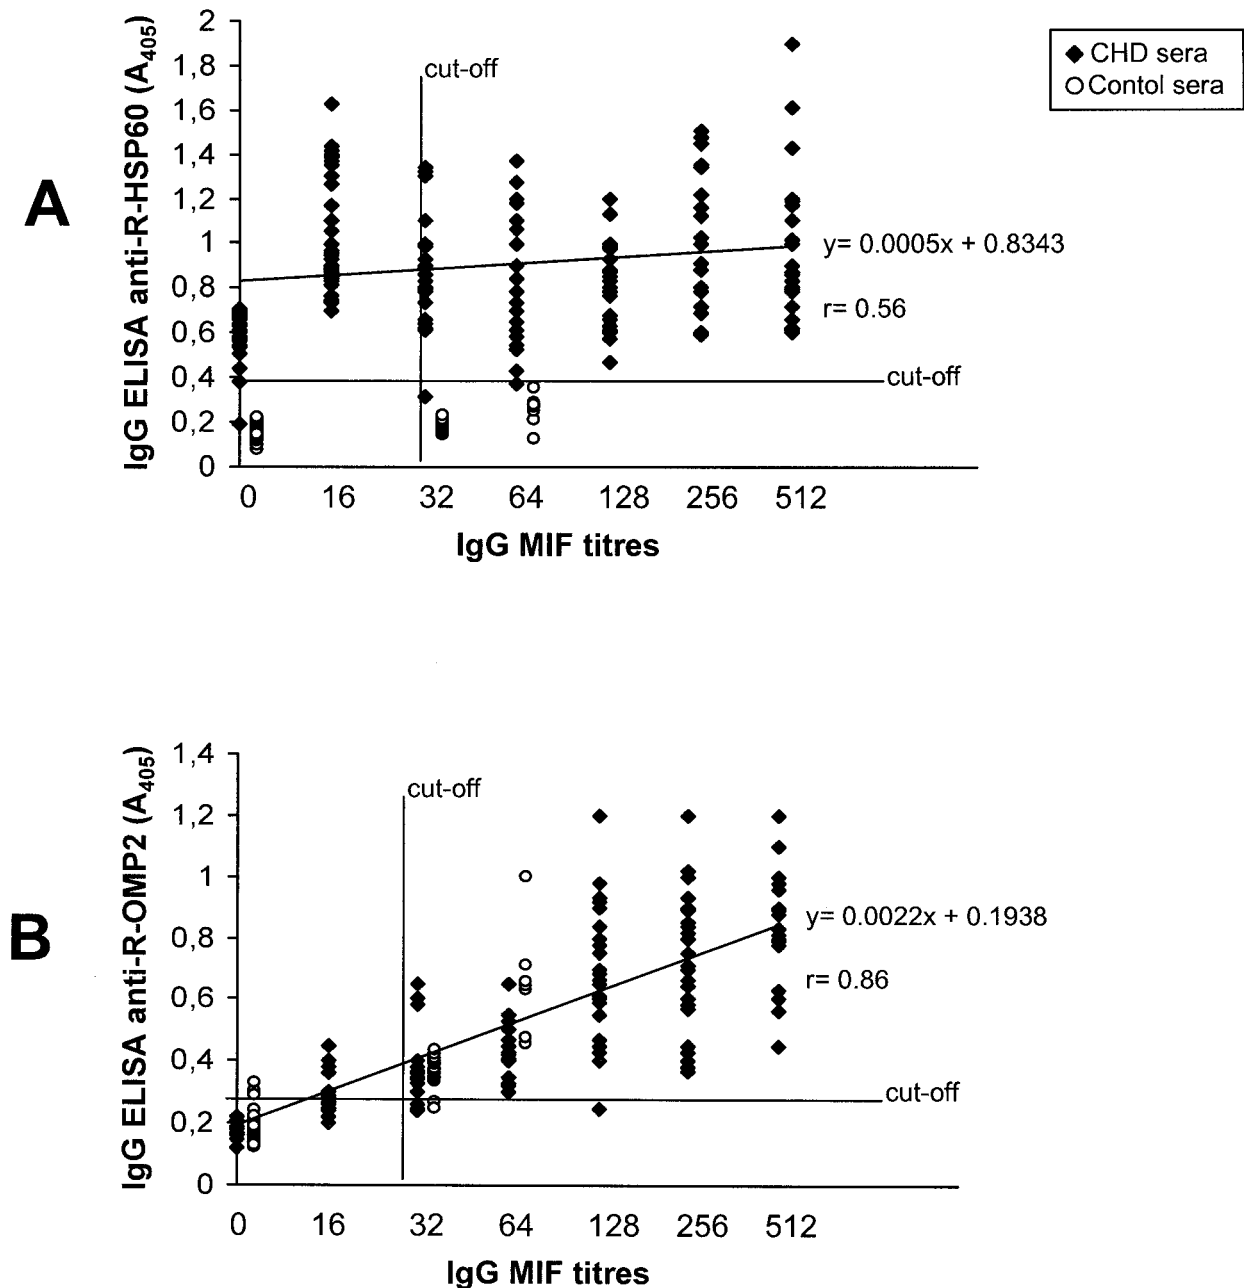 A
IgG ELISA anti-R-HSP60 (A405)
2
1,8
1,6
1,4
1,2
1
0,8
0,6
0,4
0,2
0
cut-off
◆ CHD sera
○ Contol sera
y= 0.0005x + 0.8343
r= 0.56
cut-off
0 16 32 64 128 256 512
IgG MIF titres
B
IgG ELISA anti-R-OMP2 (A405)
1,4
1,2
1
0,8
0,6
0,4
0,2
0
cut-off
y= 0.0022x + 0.1938
r= 0.86
cut-off
0 16 32 64 128 256 512
IgG MIF titres